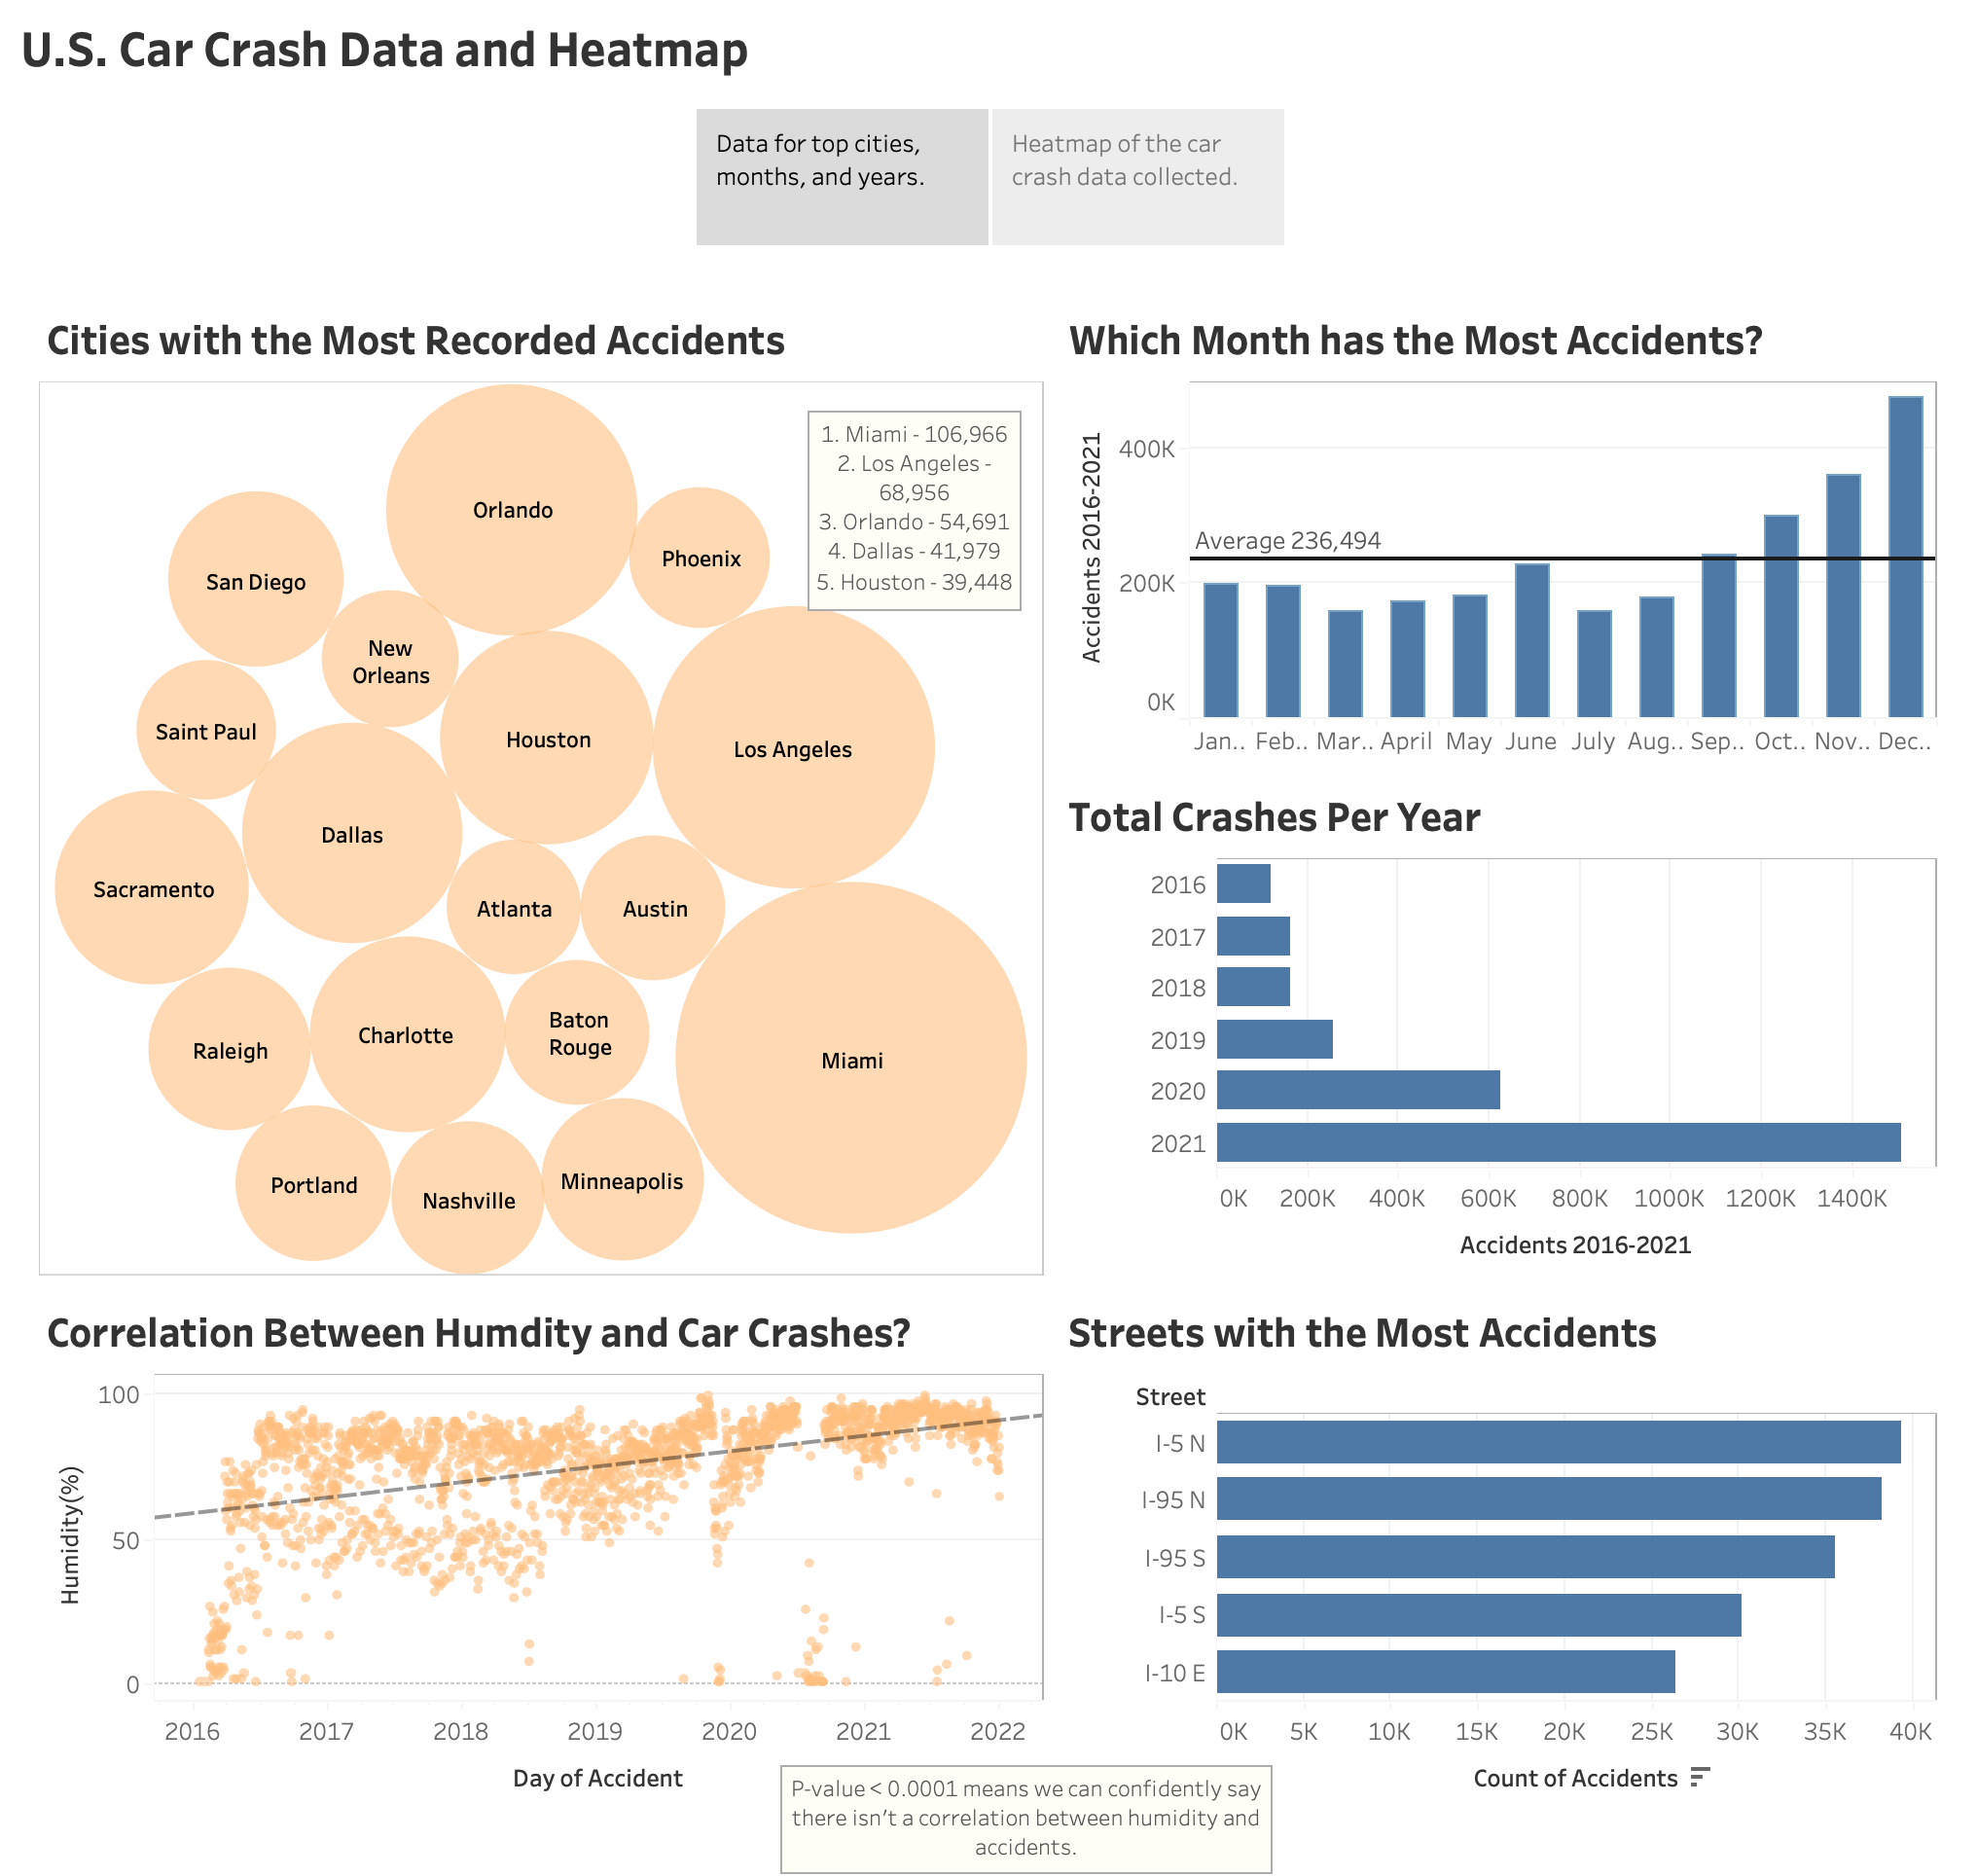 U.S. Car Crash Data and Heatmap
Data for top cities,
months, and years.
Heatmap of the car
crash data collected.
Cities with the Most Recorded Accidents
Orlando
Phoenix
San Diego
New
Orleans
Saint Paul
Houston
Los Angeles
Dallas
Sacramento
Atlanta
Austin
Raleigh
Charlotte
Baton
Rouge
Miami
Portland
Nashville
Minneapolis
1. Miami - 106,966
2. Los Angeles -
68,956
3. Orlando - 54,691
4. Dallas - 41,979
5. Houston - 39,448
Which Month has the Most Accidents?
Accidents 2016-2021
400K
200K
0K
Average 236,494
Jan.. Feb.. Mar.. April May June July Aug.. Sep.. Oct.. Nov.. Dec..
Total Crashes Per Year
2016
2017
2018
2019
2020
2021
0K 200K 400K 600K 800K 1000K 1200K 1400K
Accidents 2016-2021
Correlation Between Humdity and Car Crashes?
Humidity(%)
100
50
0
2016 2017 2018 2019 2020 2021 2022
Day of Accident
P-value < 0.0001 means we can confidently say
there isn't a correlation between humidity and
accidents.
Streets with the Most Accidents
Street
I-5 N
I-95 N
I-95 S
I-5 S
I-10 E
0K 5K 10K 15K 20K 25K 30K 35K 40K
Count of Accidents